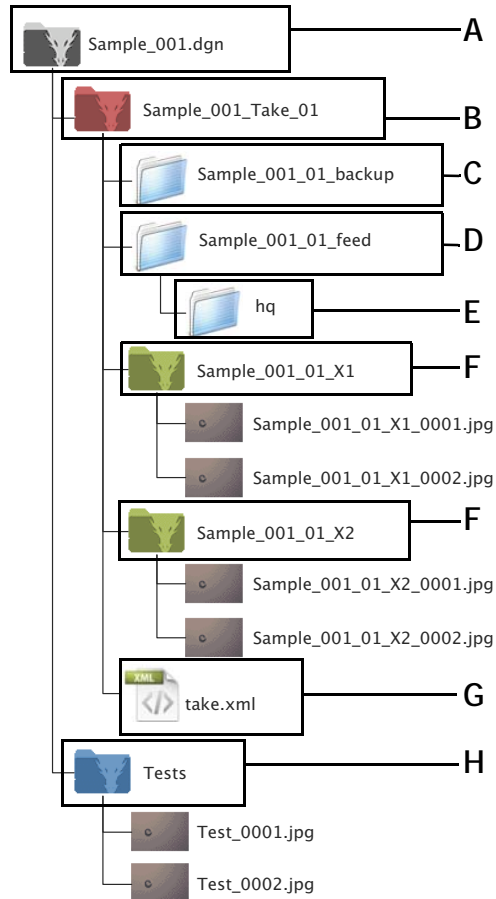 Sample_001.dgn A
Sample_001_Take_01 B
Sample_001_01_backup C
Sample_001_01_feed D
hq E
Sample_001_01_X1 F
Sample_001_01_X1_0001.jpg
Sample_001_01_X1_0002.jpg
Sample_001_01_X2 F
Sample_001_01_X2_0001.jpg
Sample_001_01_X2_0002.jpg
XML
take.xml G
Tests H
Test_0001.jpg
Test_0002.jpg